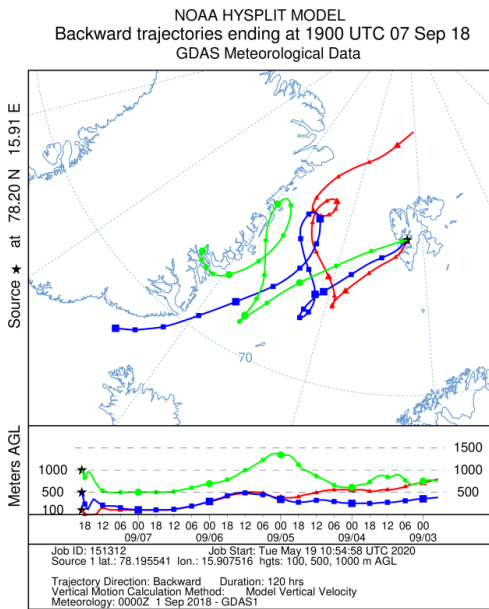 NOAA HYSPLIT MODEL
Backward trajectories ending at 1900 UTC 07 Sep 18
GDAS Meteorological Data
Source ★ at 78.20 N 15.91 E
70
Meters AGL
1500
1000 1000
500 500
100
18 12 06 00 18 12 06 00 18 12 06 00 18 12 06 00 18 12 06 00
09/07 09/06 09/05 09/04 09/03
Job ID: 151312 Job Start: Tue May 19 10:54:58 UTC 2020
Source 1 lat.: 78.195541 lon.: 15.907516 hgts: 100, 500, 1000 m AGL
Trajectory Direction: Backward Duration: 120 hrs
Vertical Motion Calculation Method: Model Vertical Velocity
Meteorology: 0000Z 1 Sep 2018 - GDAS1